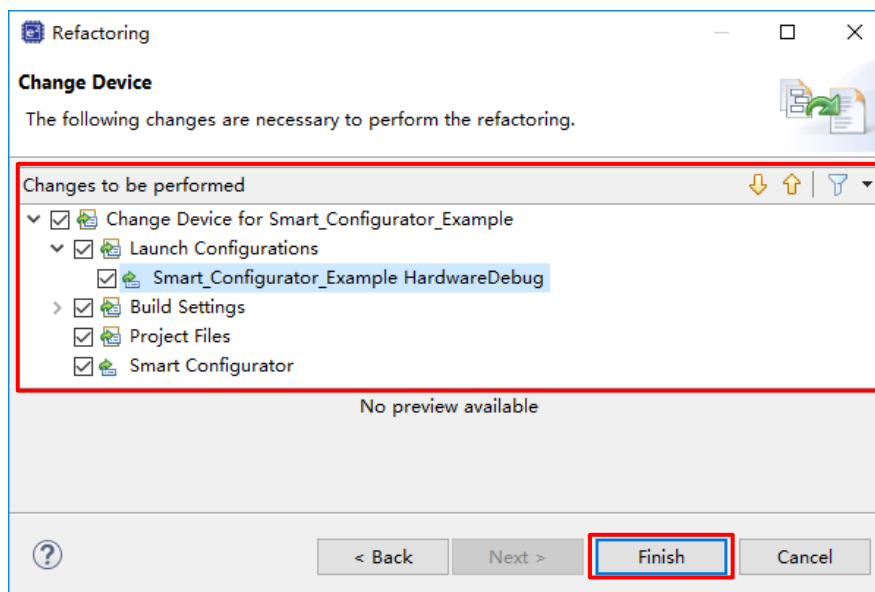 Refactoring
Change Device
The following changes are necessary to perform the refactoring.
Changes to be performed
Change Device for Smart_Configurator_Example
Launch Configurations
Smart_Configurator_Example HardwareDebug
Build Settings
Project Files
Smart Configurator
No preview available
? < Back Next > Finish Cancel